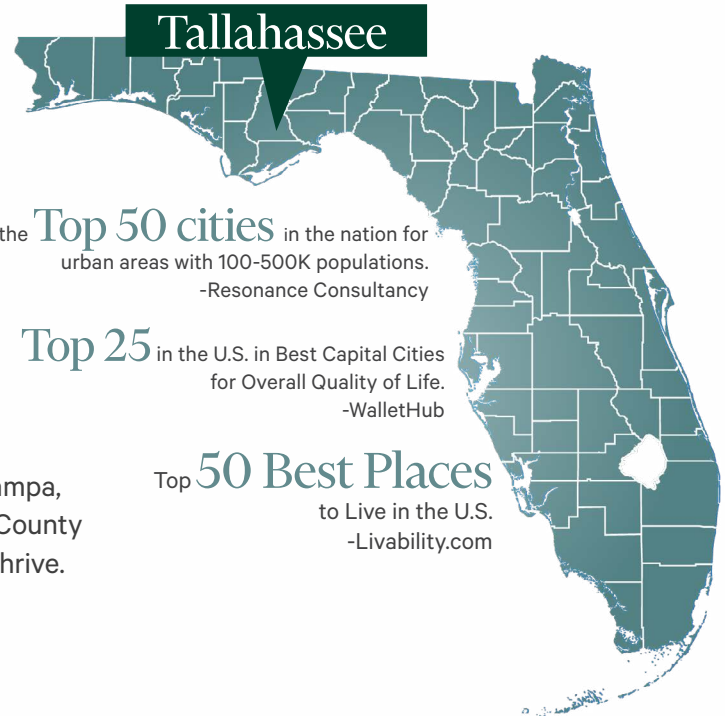 Tallahassee
the Top 50 cities in the nation for
urban areas with 100-500K populations.
-Resonance Consultancy
Top 25 in the U.S. in Best Capital Cities
for Overall Quality of Life.
-WalletHub
Top 50 Best Places
to Live in the U.S.
-Livability.com
ampa,
County
hrive.